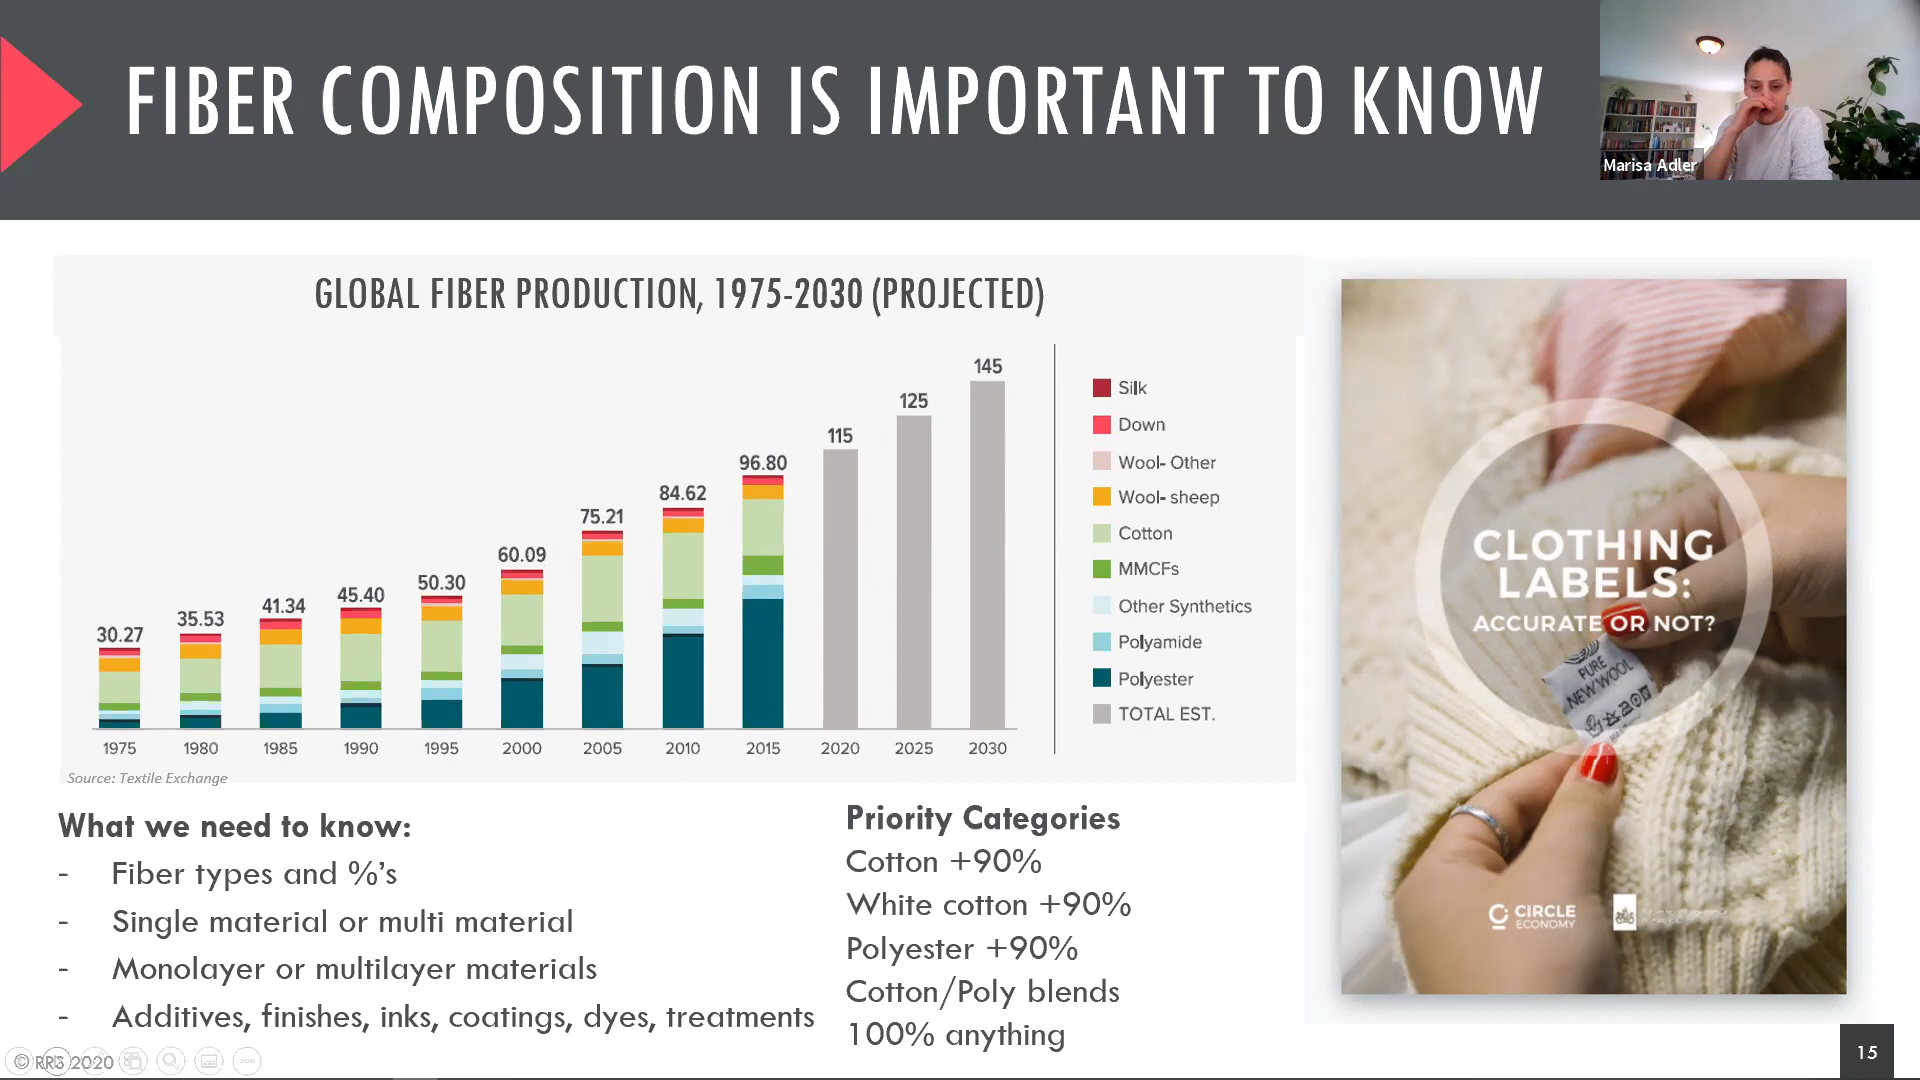 FIBER COMPOSITION IS IMPORTANT TO KNOW
Marisa Adler
GLOBAL FIBER PRODUCTION, 1975-2030 (PROJECTED)
30.27
35.53
41.34
45.40
50.30
60.09
75.21
84.62
96.80
115
125
145
1975
1980
1985
1990
1995
2000
2005
2010
2015
2020
2025
2030
Silk
Down
Wool- Other
Wool- sheep
Cotton
MMCFs
Other Synthetics
Polyamide
Polyester
TOTAL EST.
Source: Textile Exchange
CLOTHING
LABELS:
ACCURATE OR NOT?
PURE
NEW WOOL
CIRCLE
ECONOMY
What we need to know:
- Fiber types and %'s
- Single material or multi material
- Monolayer or multilayer materials
- Additives, finishes, inks, coatings, dyes, treatments
Priority Categories
Cotton +90%
White cotton +90%
Polyester +90%
Cotton/Poly blends
100% anything
© RRS 2020
15